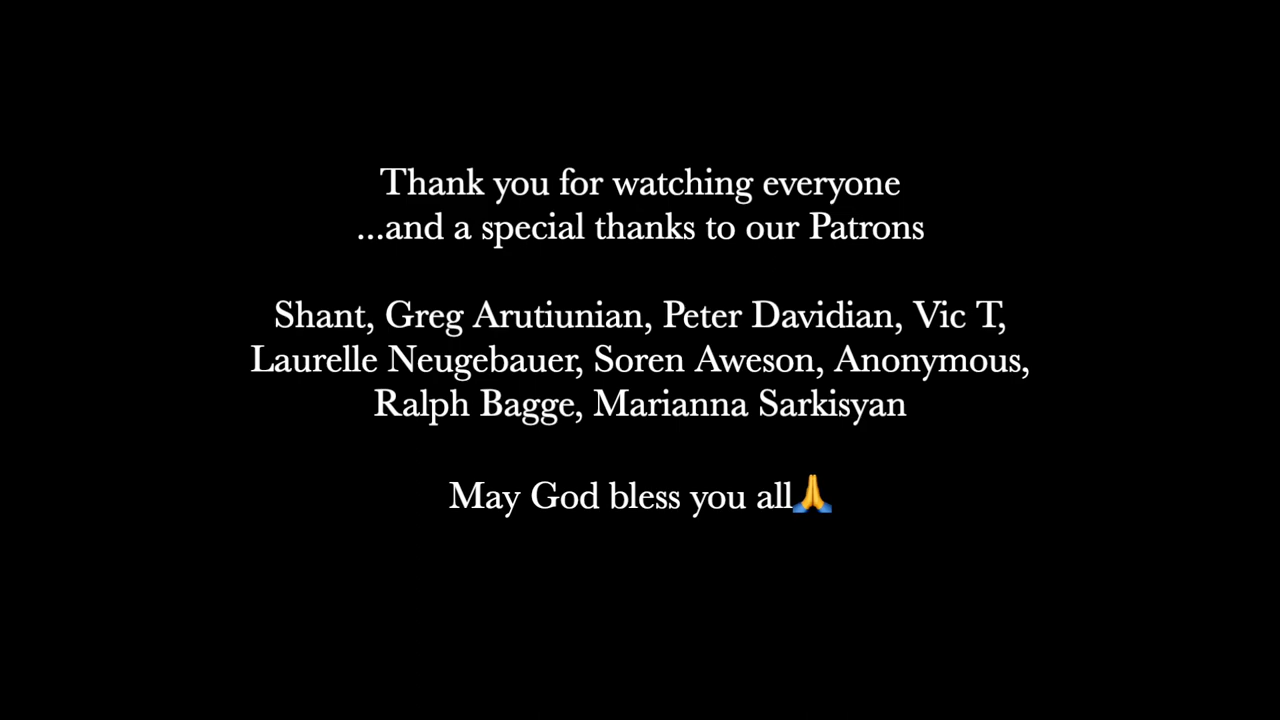 Thank you for watching everyone
...and a special thanks to our Patrons
Shant, Greg Arutiunian, Peter Davidian, Vic T,
Laurelle Neugebauer, Soren Aweson, Anonymous,
Ralph Bagge, Marianna Sarkisyan
May God bless you all🙏